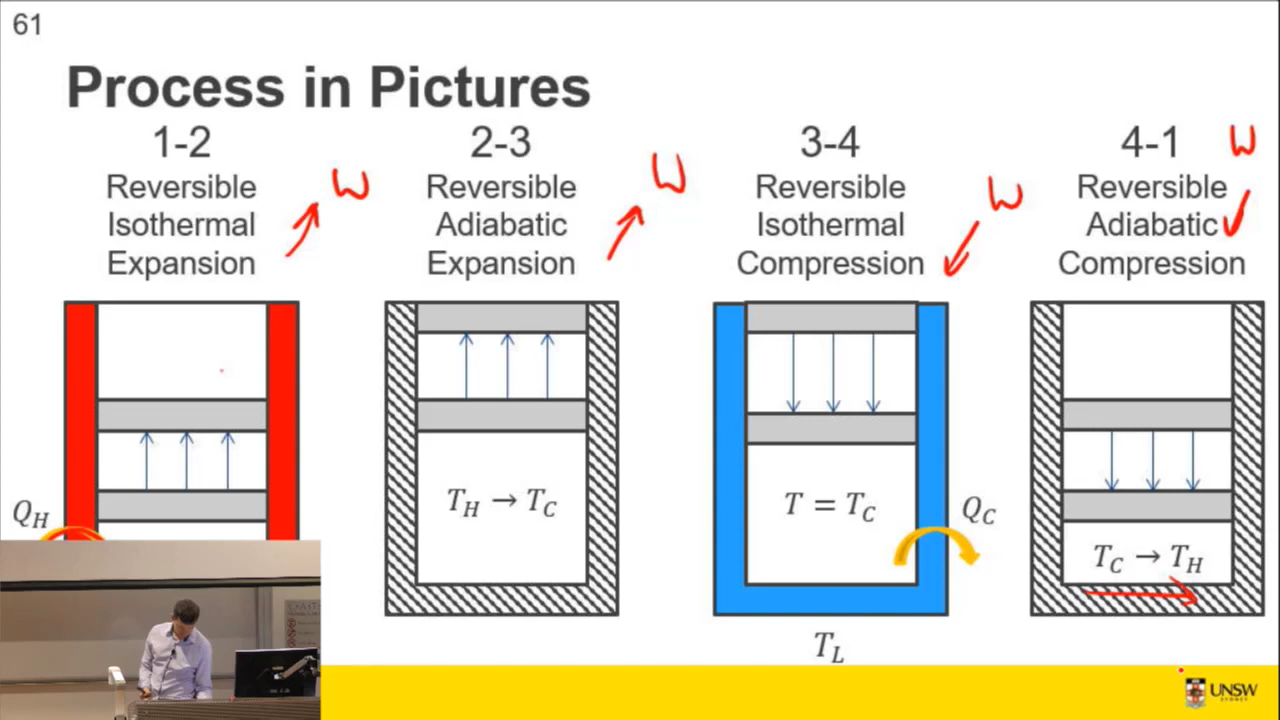 61
Process in Pictures
1-2
Reversible
Isothermal
Expansion
W
2-3
Reversible
Adiabatic
Expansion
W
3-4
Reversible
Isothermal
Compression
W
4-1
Reversible
Adiabatic
Compression
W
Q_H
T_H → T_C
T = T_C
Q_C
T_C → T_H
T_L
UNSW
SYDNEY